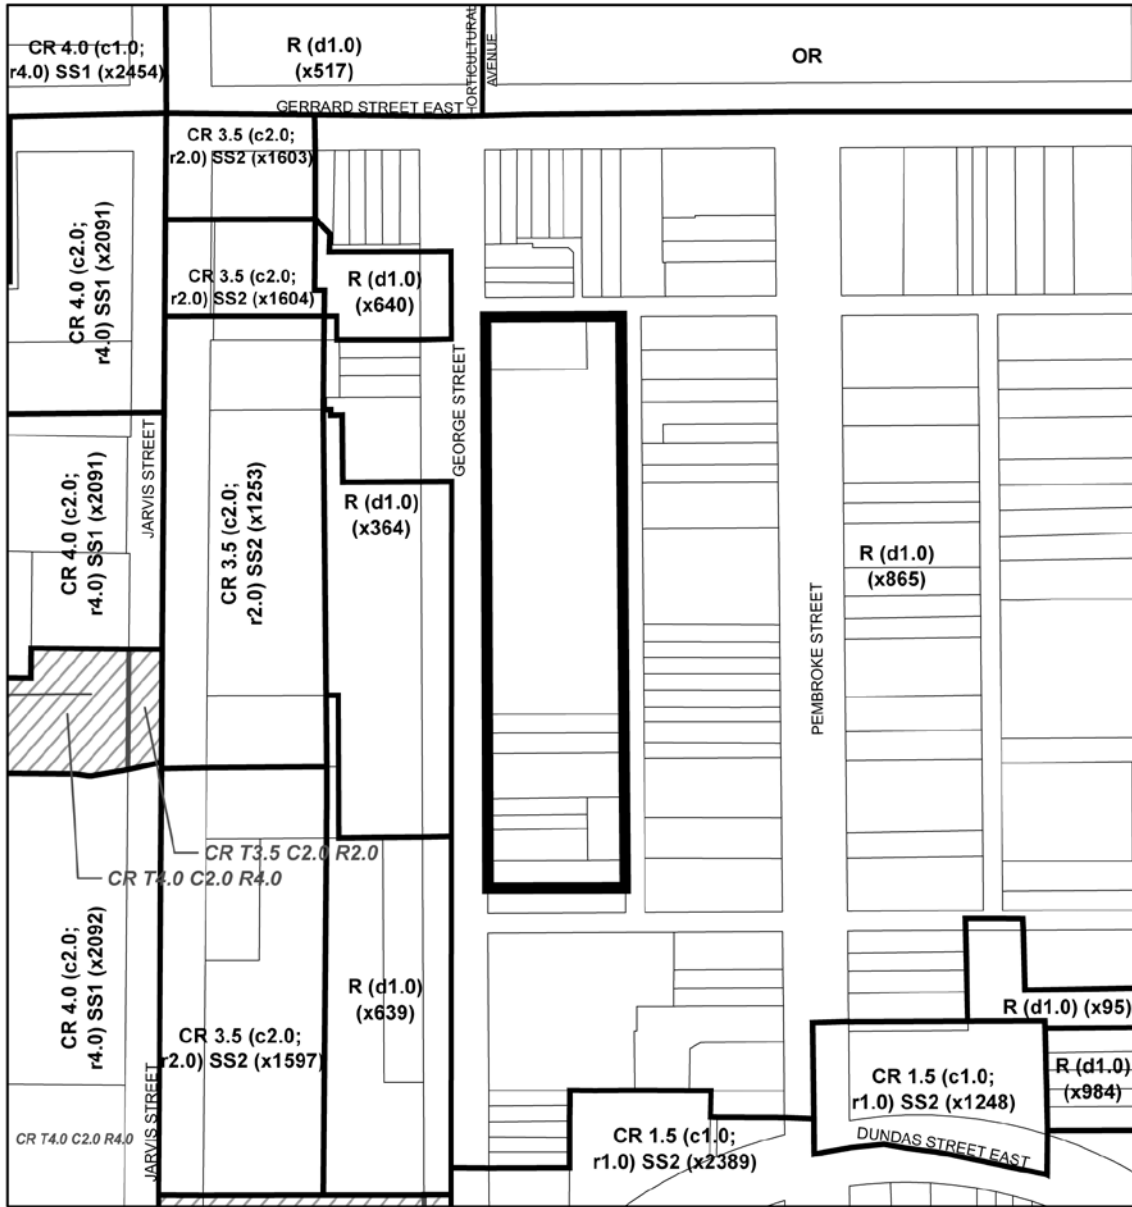 CR 4.0 (c1.0;
r4.0) SS1 (x2454)
R (d1.0)
(x517)
HORTICULTURAL
AVENUE
OR
GERRARD STREET EAST
CR 3.5 (c2.0;
r2.0) SS2 (x1603)
CR 4.0 (c2.0;
r4.0) SS1 (x2091)
CR 3.5 (c2.0;
r2.0) SS2 (x1604)
R (d1.0)
(x640)
GEORGE STREET
JARVIS STREET
CR 4.0 (c2.0;
r4.0) SS1 (x2091)
CR 3.5 (c2.0;
r2.0) SS2 (x1253)
R (d1.0)
(x364)
R (d1.0)
(x865)
PEMBROKE STREET
CR T3.5 C2.0 R2.0
CR T4.0 C2.0 R4.0
CR 4.0 (c2.0;
r4.0) SS1 (x2092)
R (d1.0)
(x639)
R (d1.0) (x95)
CR 3.5 (c2.0;
r2.0) SS2 (x1597)
CR 1.5 (c1.0;
r1.0) SS2 (x1248)
R (d1.0)
(x984)
JARVIS STREET
CR T4.0 C2.0 R4.0
CR 1.5 (c1.0;
r1.0) SS2 (x2389)
DUNDAS STREET EAST